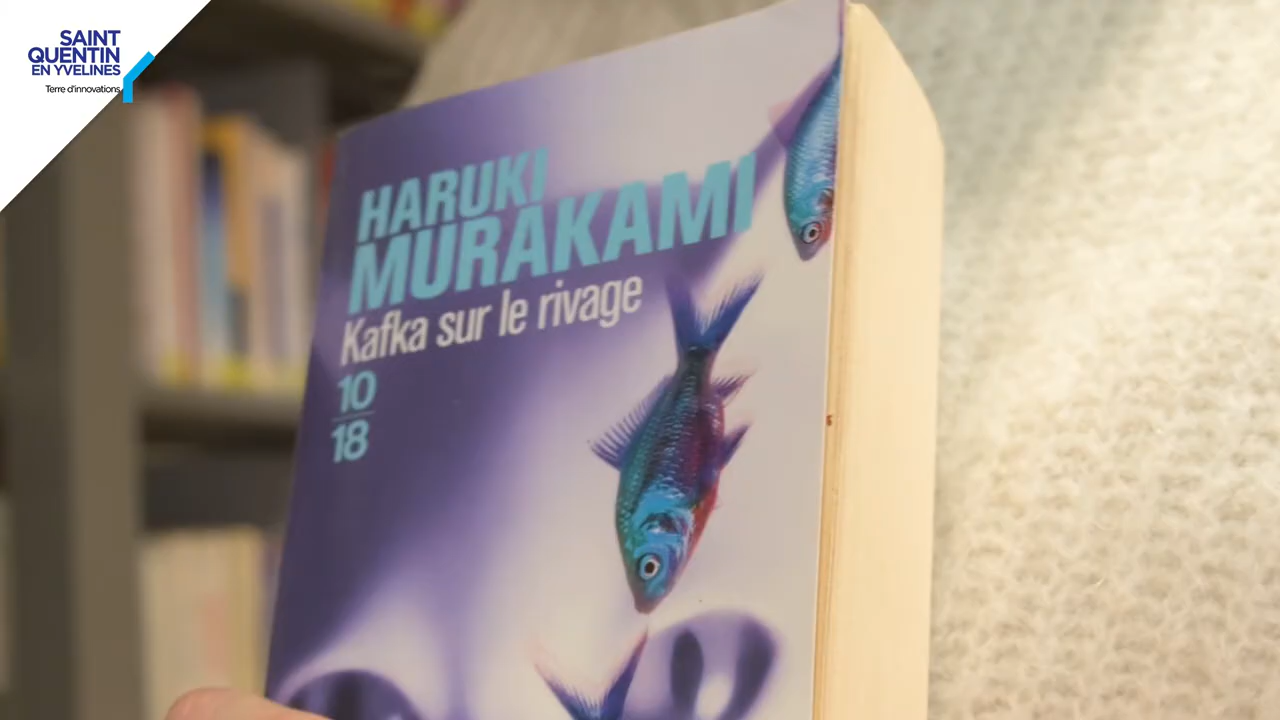 SAINT
QUENTIN
EN YVELINES
Terre d'innovations
HARUKI
MURAKAMI
Kafka sur le rivage
10
18